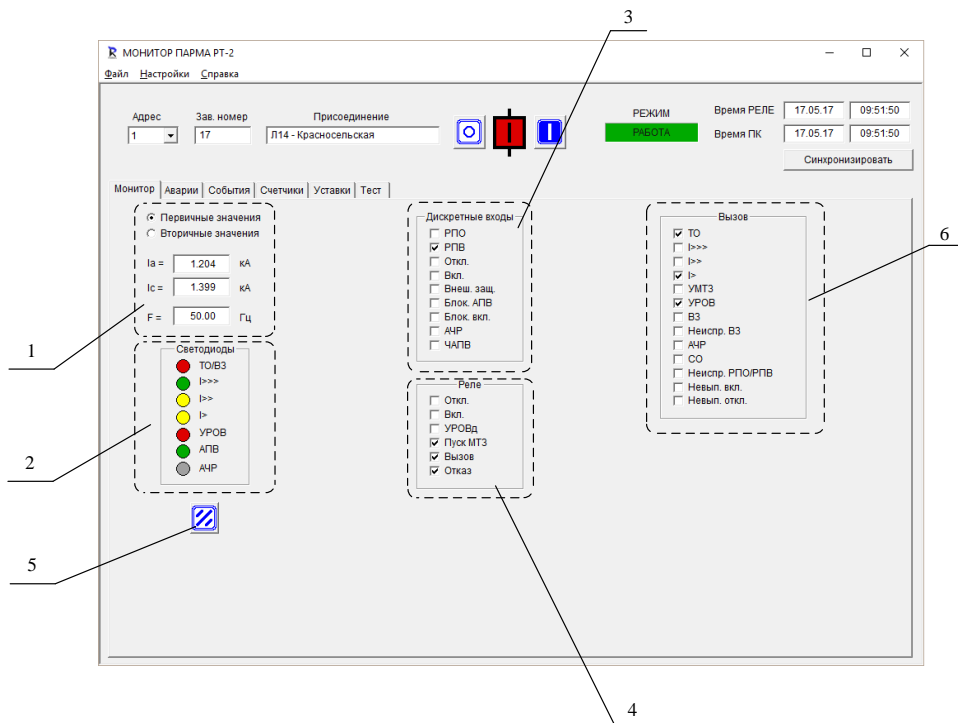 3
МОНИТОР ПАРМА РТ-2
Файл Настройки Справка
Адрес Зав. номер Присоединение
РЕЖИМ
Время РЕЛЕ 17.05.17 09:51:50
1 17 Л14 - Красносельская
РАБОТА
Время ПК 17.05.17 09:51:50
Синхронизировать
Монитор Аварии События Счетчики Уставки Тест
Первичные значения
Вторичные значения
Ia = 1.204 кА
Ic = 1.399 кА
F = 50.00 Гц
1
Светодиоды
ТО/ВЗ
I>>>
I>>
I>
УРОВ
АПВ
АЧР
2
5
Дискретные входы
РПО
РПВ
Откл.
Вкл.
Внеш. защ.
Блок. АПВ
Блок. вкл.
АЧР
ЧАПВ
Реле
Откл.
Вкл.
УРОВд
Пуск МТЗ
Вызов
Отказ
4
Вызов
ТО
I>>>
I>>
I>
УМТЗ
УРОВ
ВЗ
Неиспр. ВЗ
АЧР
СО
Неиспр. РПО/РПВ
Невып. вкл.
Невып. откл.
6